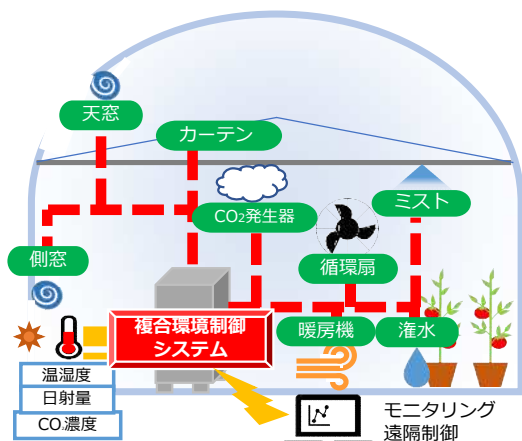 天窓
カーテン
CO2発生器
ミスト
側窓
循環扇
複合環境制御
システム
暖房機
潅水
温湿度
日射量
CO2濃度
モニタリング
遠隔制御